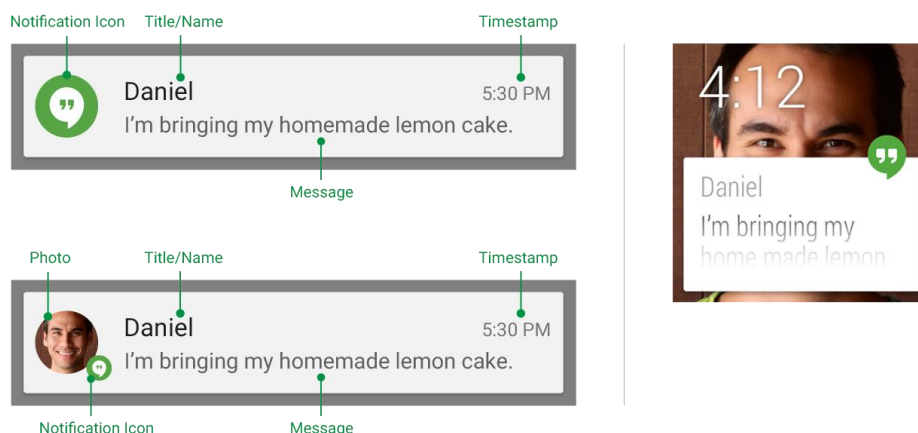 Notification Icon Title/Name Timestamp
Daniel 5:30 PM
I'm bringing my homemade lemon cake.
Message
Photo Title/Name Timestamp
Daniel 5:30 PM
I'm bringing my homemade lemon cake.
Notification Icon Message
4:12
Daniel
I'm bringing my
home made lemon